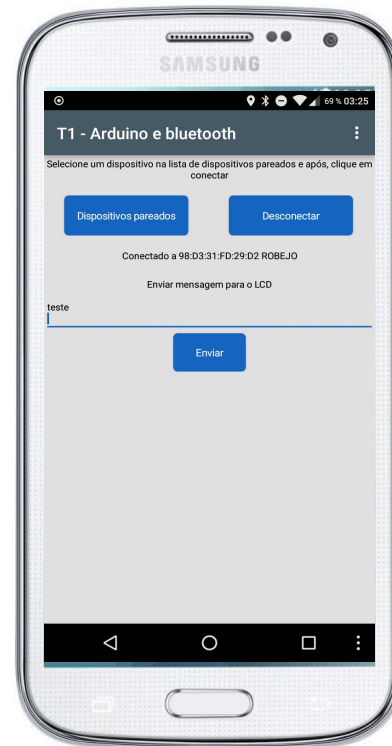 SAMSUNG
69 % 03:25
T1 - Arduino e bluetooth
Selecione um dispositivo na lista de dispositivos pareados e após, clique em
conectar
Dispositivos pareados Desconectar
Conectado a 98:D3:31:FD:29:D2 ROBEJO
Enviar mensagem para o LCD
teste
Enviar